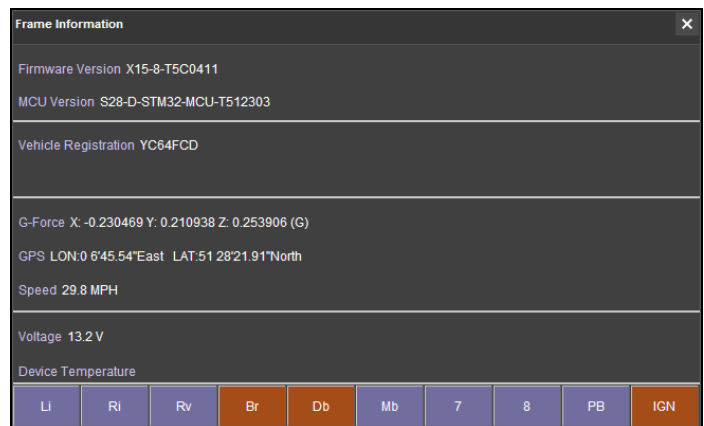 Frame Information
Firmware Version X15-8-T5C0411
MCU Version S28-D-STM32-MCU-T512303
Vehicle Registration YC64FCD
G-Force X: -0.230469 Y: 0.210938 Z: 0.253906 (G)
GPS LON:0 6'45.54"East LAT:51 28'21.91"North
Speed 29.8 MPH
Voltage 13.2 V
Device Temperature
Li Ri Rv Br Db Mb 7 8 PB IGN